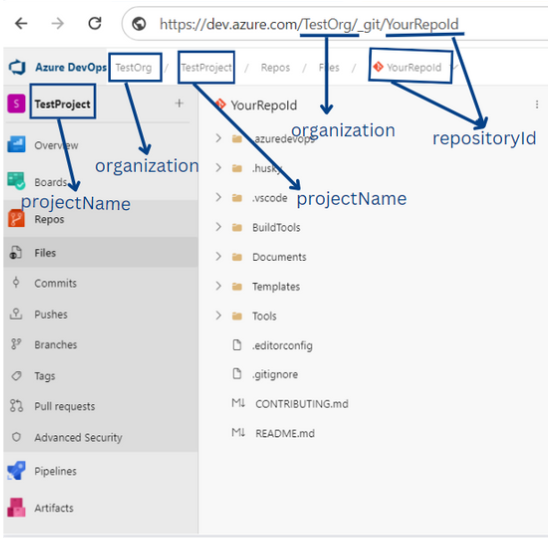 https://dev.azure.com/TestOrg/_git/YourRepoId
Azure DevOps TestOrg / TestProject / Repos / Files / YourRepoId
S TestProject +
YourRepoId
organization
repositoryId
.azuredevops
Overview
organization
.husky
Boards
projectName
.vscode
projectName
Repos
BuildTools
Files
Documents
Commits
Templates
Pushes
Tools
Branches
.editorconfig
Tags
.gitignore
Pull requests
M↓ CONTRIBUTING.md
Advanced Security
M↓ README.md
Pipelines
Artifacts